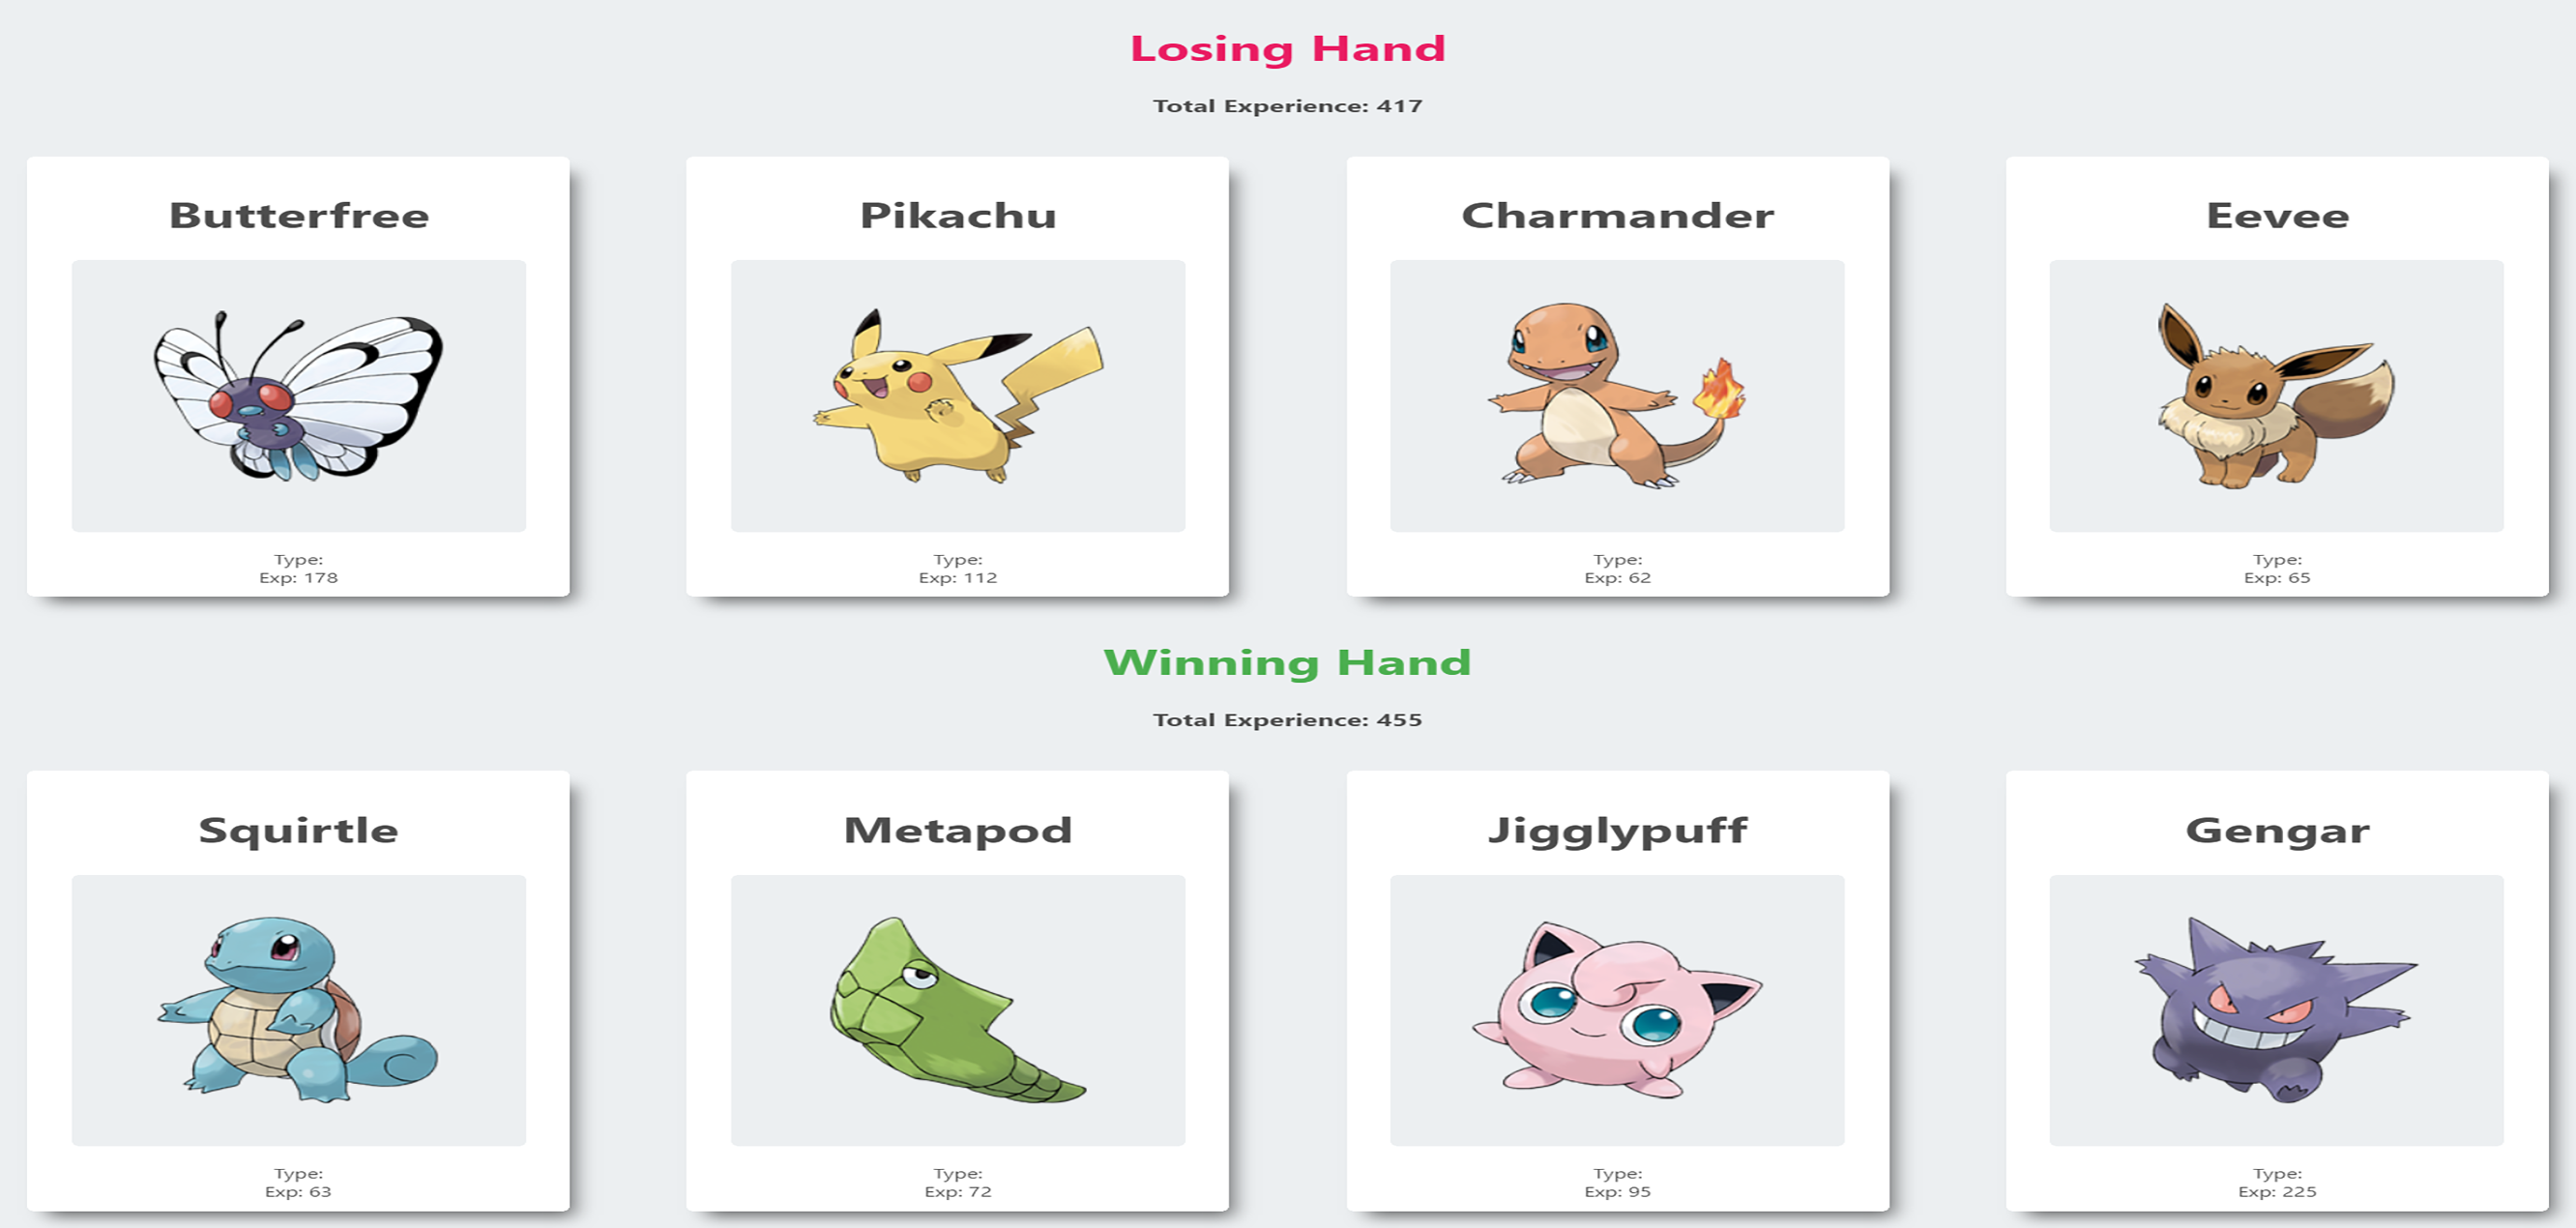 Losing Hand
Total Experience: 417
Butterfree
Pikachu
Charmander
Eevee
Type:
Exp: 178
Type:
Exp: 112
Type:
Exp: 62
Type:
Exp: 65
Winning Hand
Total Experience: 455
Squirtle
Metapod
Jigglypuff
Gengar
Type:
Exp: 63
Type:
Exp: 72
Type:
Exp: 95
Type:
Exp: 225